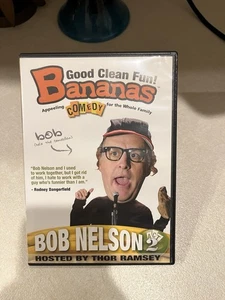 Good Clean Fun!
Bananas
Appealing COMEDY for the Whole Family
bob
"Bob Nelson and I used
to work together, but I got rid
of him, I hate to work with a
guy who's funnier than I am."
- Rodney Dangerfield
BOB NELSON
HOSTED BY THOR RAMSEY